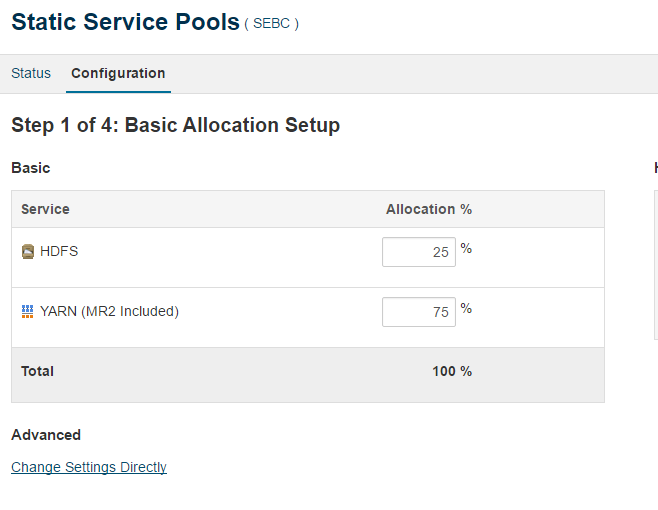 Static Service Pools ( SEBC )
Status Configuration
Step 1 of 4: Basic Allocation Setup
Basic
Service Allocation %
HDFS 25 %
YARN (MR2 Included) 75 %
Total 100 %
Advanced
Change Settings Directly